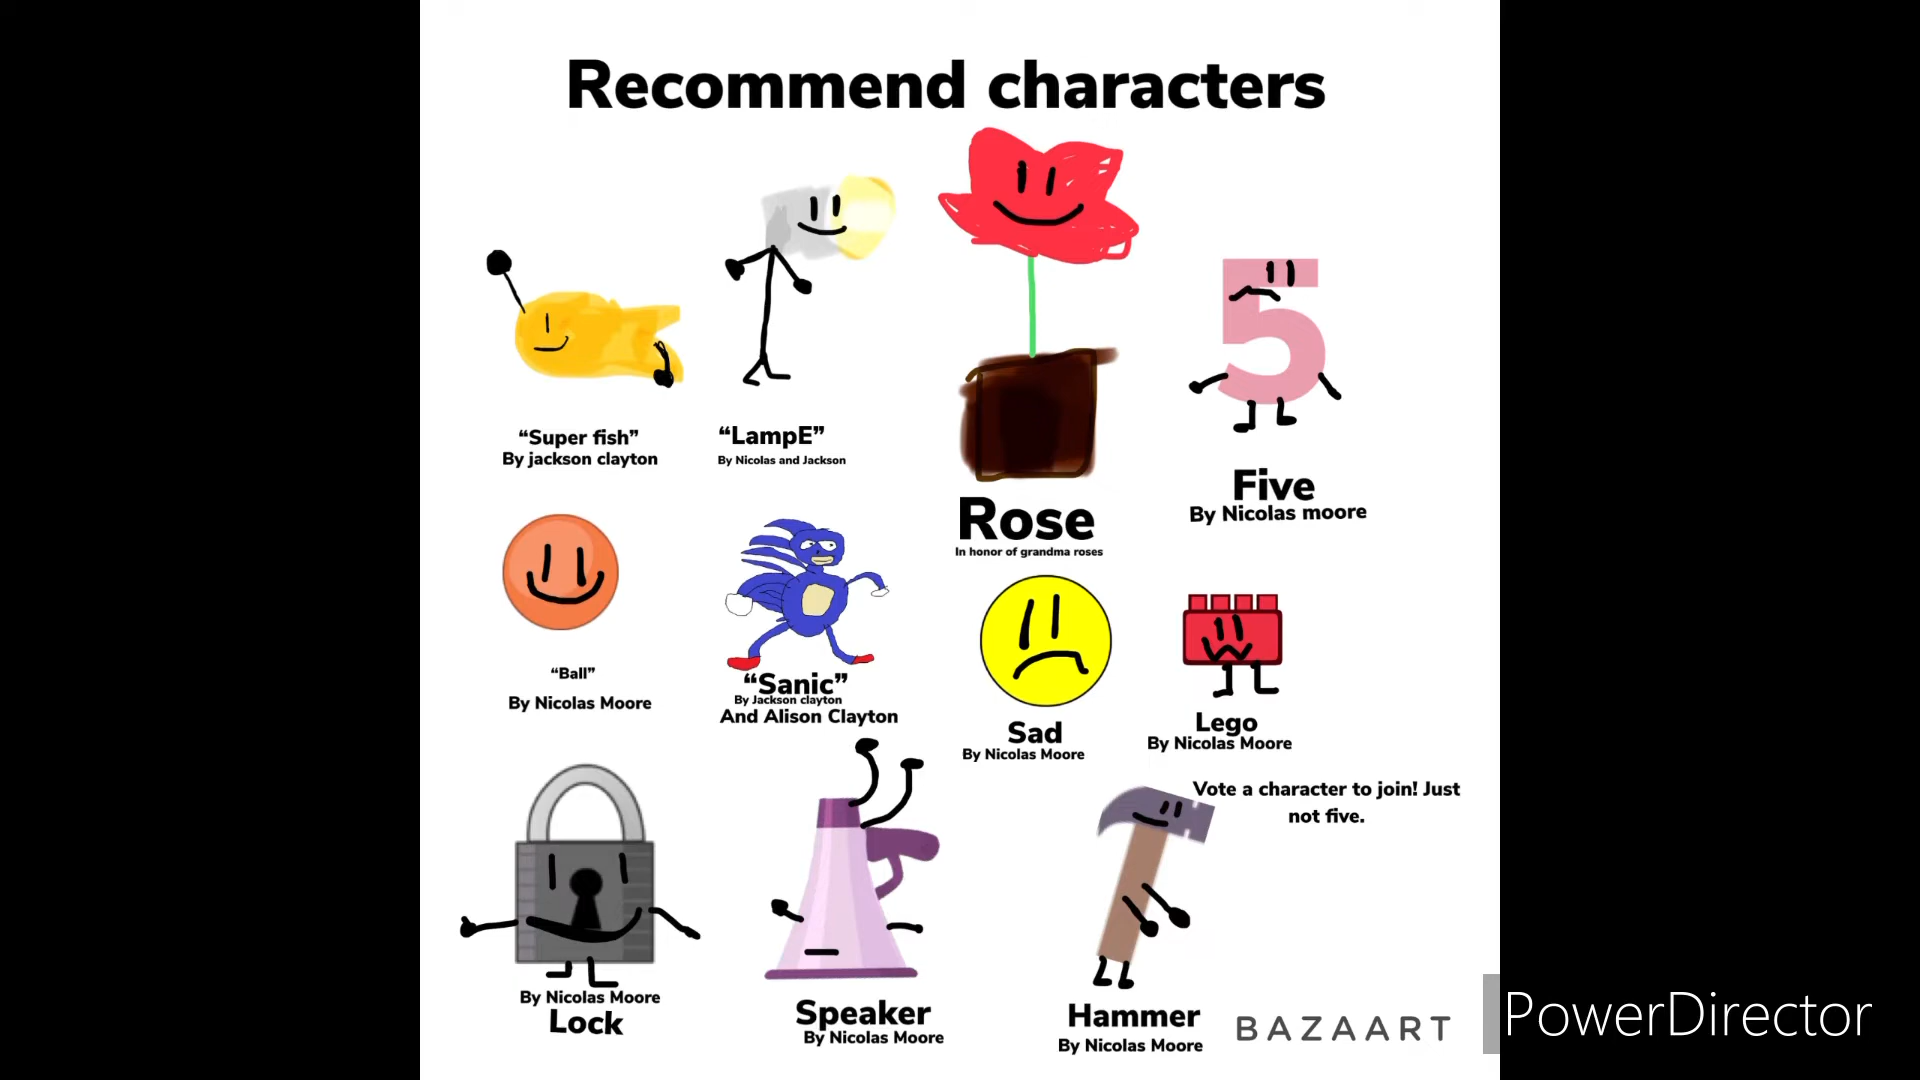 Recommend characters
“Super fish”
By jackson clayton
“LampE”
By Nicolas and Jackson
Rose
In honor of grandma roses
5
Five
By Nicolas moore
“Ball”
By Nicolas Moore
“Sanic”
By Jackson clayton
And Alison Clayton
Sad
By Nicolas Moore
Lego
By Nicolas Moore
Vote a character to join! Just
not five.
By Nicolas Moore
Lock
Speaker
By Nicolas Moore
Hammer
By Nicolas Moore
BAZAART
PowerDirector